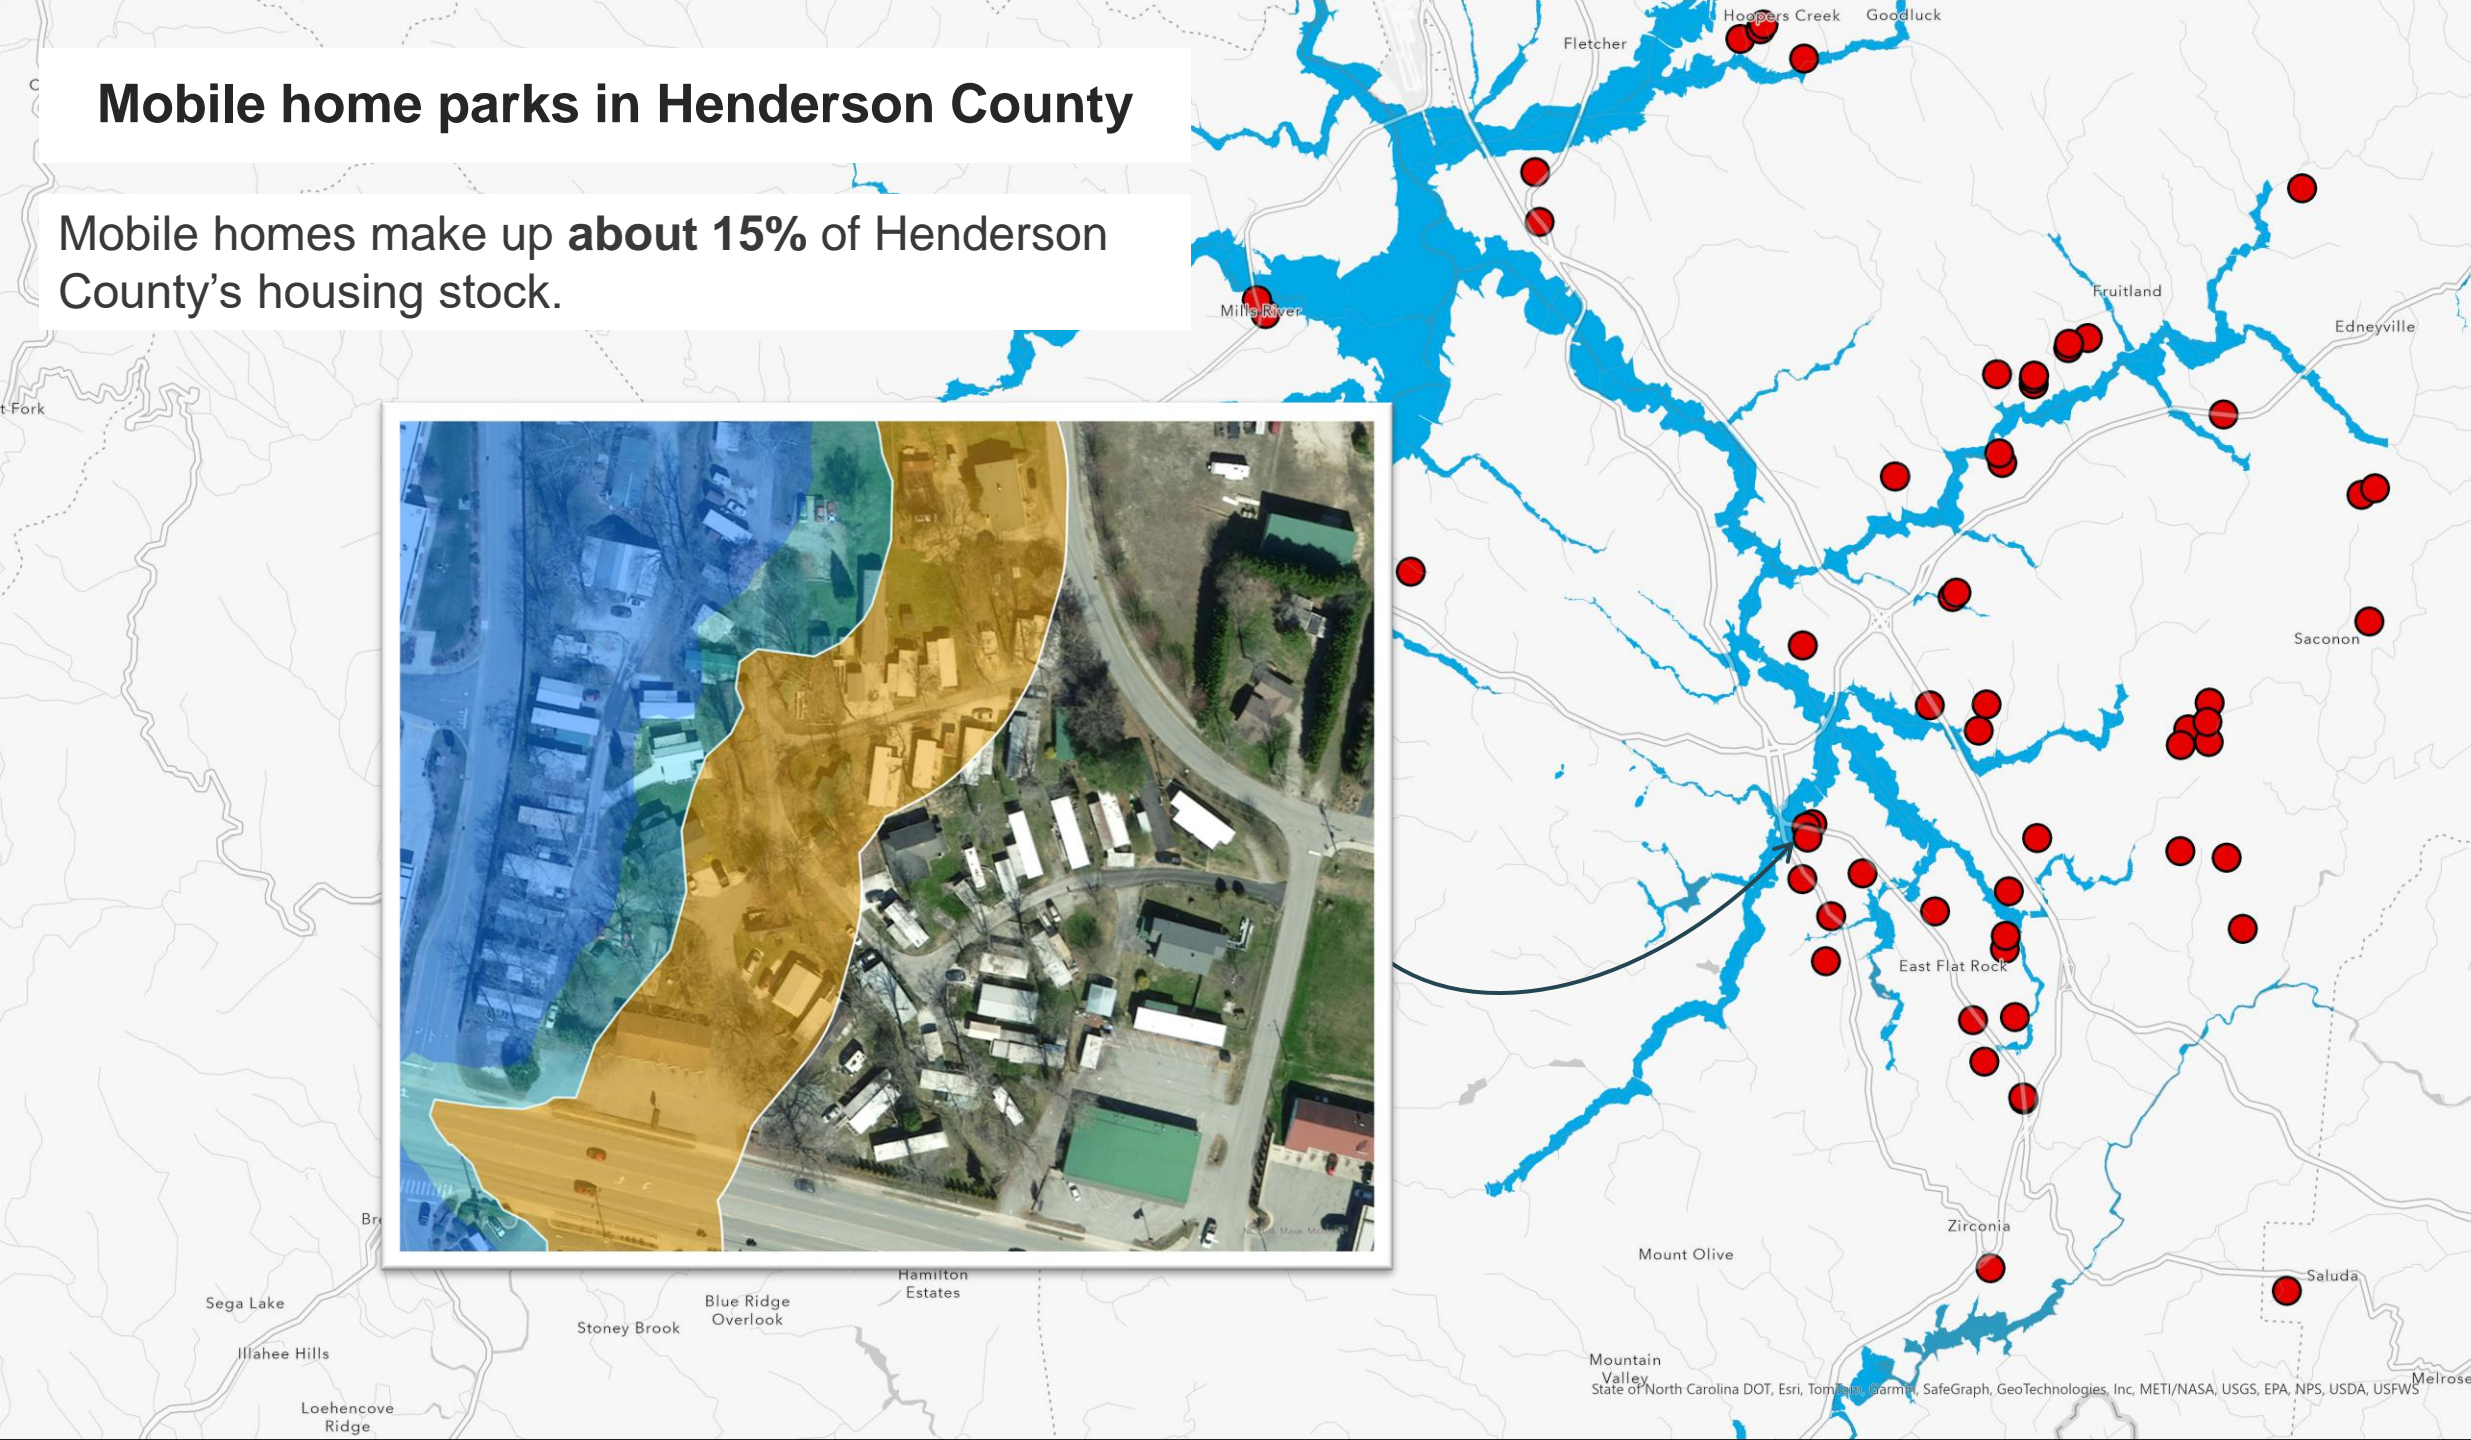 Mobile home parks in Henderson County
Mobile homes make up about 15% of Henderson
County’s housing stock.
Hoopers Creek
Goodluck
Fletcher
Mills River
Fruitland
Edneyville
t Fork
Saconon
East Flat Rock
Zirconia
Mount Olive
Saluda
Hamilton
Estates
Sega Lake
Blue Ridge
Overlook
Stoney Brook
Illahee Hills
Mountain
Valley
Melrose
State of North Carolina DOT, Esri, TomTom, Garmin, SafeGraph, GeoTechnologies, Inc, METI/NASA, USGS, EPA, NPS, USDA, USFWS
Loehencove
Ridge